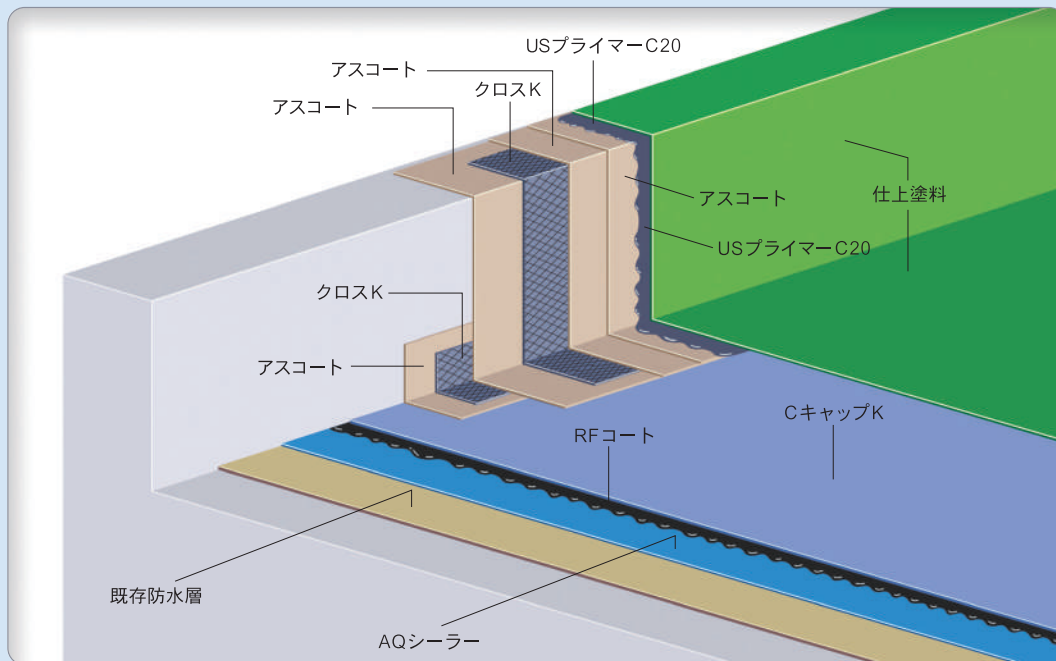 USプライマーC20
アスコート
クロスK
アスコート
アスコート
仕上塗料
USプライマーC20
クロスK
アスコート
CキャップK
RFコート
既存防水層
AQシーラー